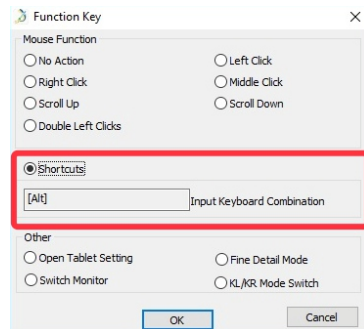 Function Key
Mouse Function
No Action
Left Click
Right Click
Middle Click
Scroll Up
Scroll Down
Double Left Clicks
Shortcuts
[Alt]
Input Keyboard Combination
Other
Open Tablet Setting
Fine Detail Mode
Switch Monitor
KL/KR Mode Switch
OK
Cancel